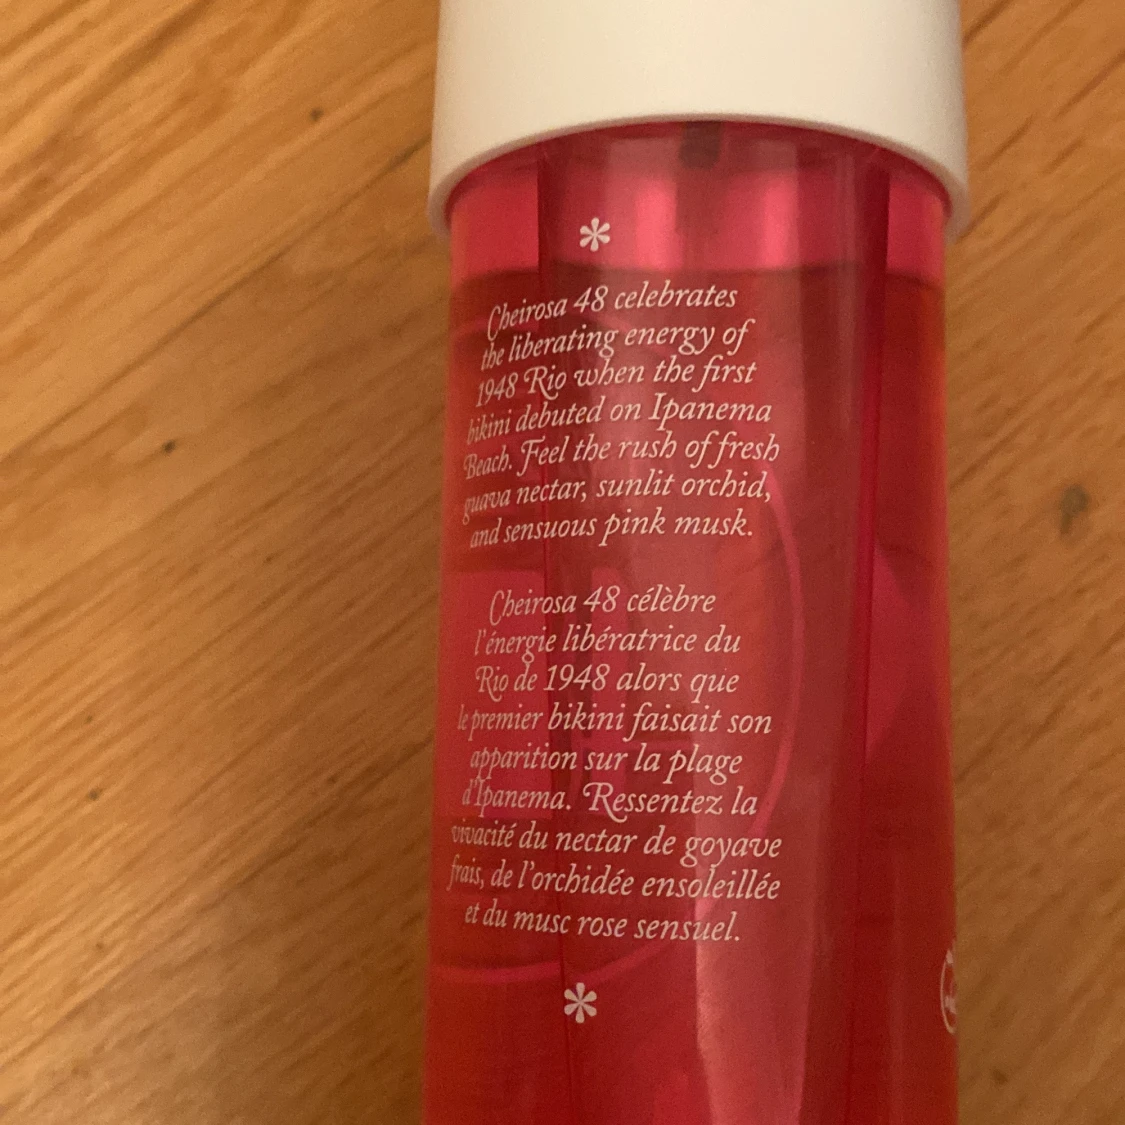 *
Cheirosa 48 celebrates
the liberating energy of
1948 Rio when the first
bikini debuted on Ipanema
Beach. Feel the rush of fresh
guava nectar, sunlit orchid,
and sensuous pink musk.
Cheirosa 48 célèbre
l'énergie libératrice du
Rio de 1948 alors que
le premier bikini faisait son
apparition sur la plage
d'Ipanema. Ressentez la
vivacité du nectar de goyave
frais, de l'orchidée ensoleillée
et du musc rose sensuel.
*